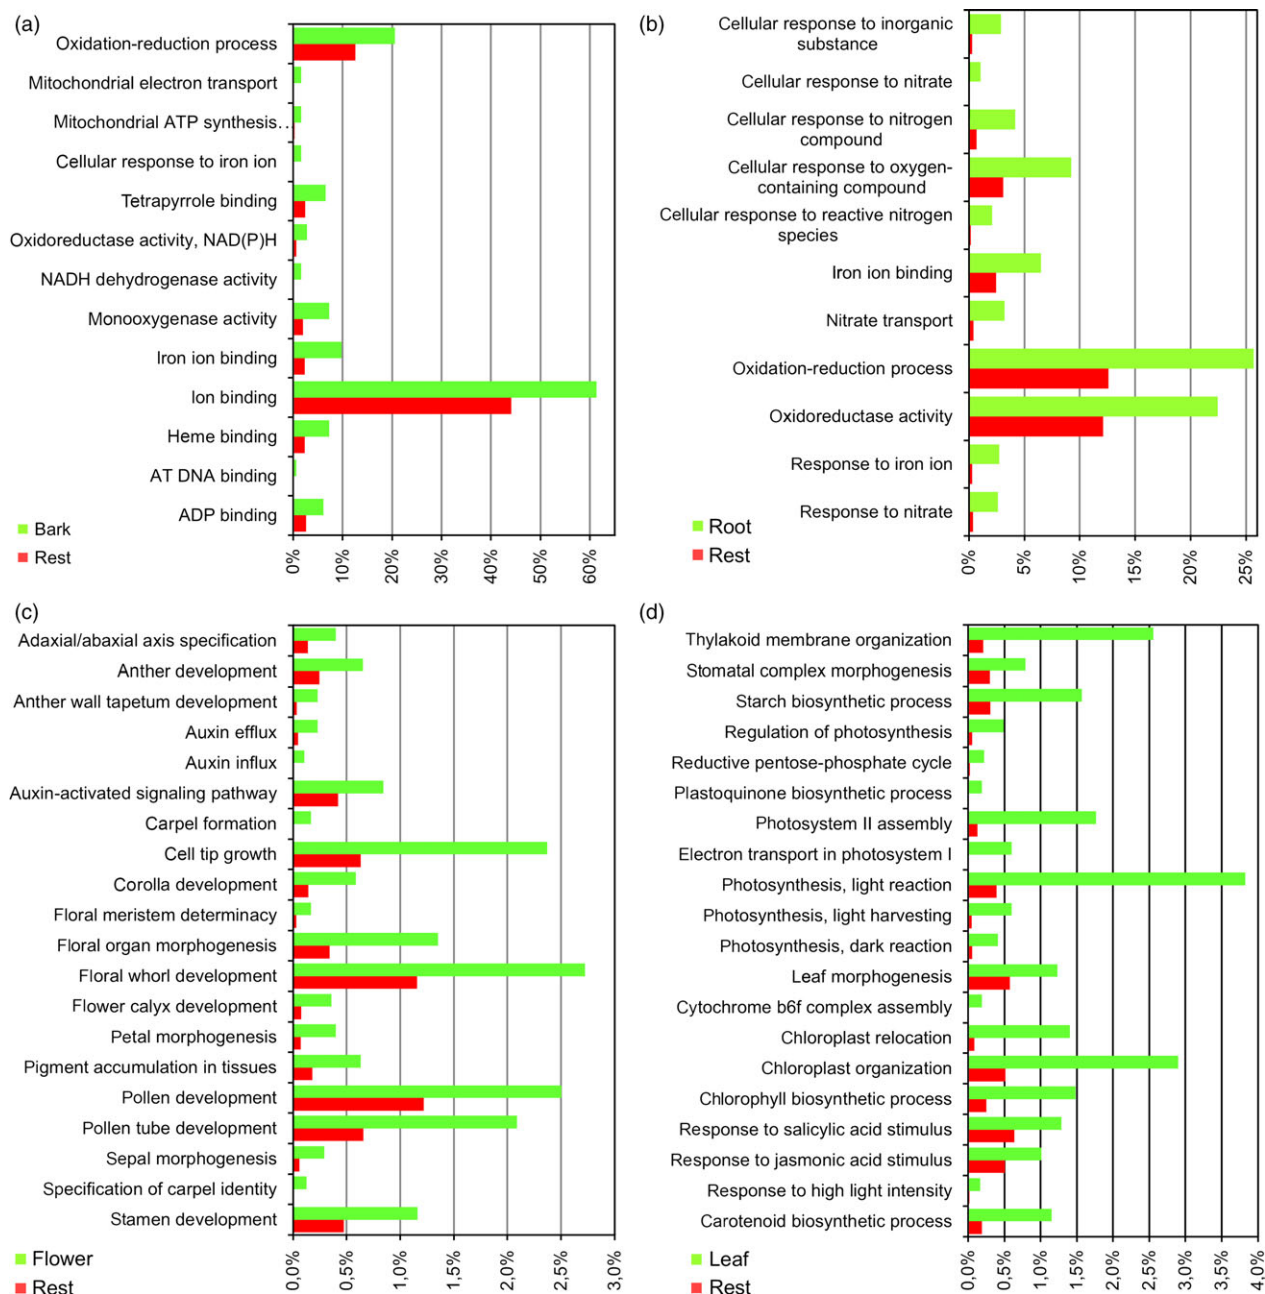 (a)
Oxidation-reduction process
Mitochondrial electron transport
Mitochondrial ATP synthesis…
Cellular response to iron ion
Tetrapyrrole binding
Oxidoreductase activity, NAD(P)H
NADH dehydrogenase activity
Monooxygenase activity
Iron ion binding
Ion binding
Heme binding
AT DNA binding
ADP binding
Bark
Rest
0%
10%
20%
30%
40%
50%
60%
(b)
Cellular response to inorganic
substance
Cellular response to nitrate
Cellular response to nitrogen
compound
Cellular response to oxygen-
containing compound
Cellular response to reactive nitrogen
species
Iron ion binding
Nitrate transport
Oxidation-reduction process
Oxidoreductase activity
Response to iron ion
Response to nitrate
Root
Rest
0%
5%
10%
15%
20%
25%
(c)
Adaxial/abaxial axis specification
Anther development
Anther wall tapetum development
Auxin efflux
Auxin influx
Auxin-activated signaling pathway
Carpel formation
Cell tip growth
Corolla development
Floral meristem determinacy
Floral organ morphogenesis
Floral whorl development
Flower calyx development
Petal morphogenesis
Pigment accumulation in tissues
Pollen development
Pollen tube development
Sepal morphogenesis
Specification of carpel identity
Stamen development
Flower
Rest
0,0%
0,5%
1,0%
1,5%
2,0%
2,5%
3,0%
(d)
Thylakoid membrane organization
Stomatal complex morphogenesis
Starch biosynthetic process
Regulation of photosynthesis
Reductive pentose-phosphate cycle
Plastoquinone biosynthetic process
Photosystem II assembly
Electron transport in photosystem I
Photosynthesis, light reaction
Photosynthesis, light harvesting
Photosynthesis, dark reaction
Leaf morphogenesis
Cytochrome b6f complex assembly
Chloroplast relocation
Chloroplast organization
Chlorophyll biosynthetic process
Response to salicylic acid stimulus
Response to jasmonic acid stimulus
Response to high light intensity
Carotenoid biosynthetic process
Leaf
Rest
0,0%
0,5%
1,0%
1,5%
2,0%
2,5%
3,0%
3,5%
4,0%